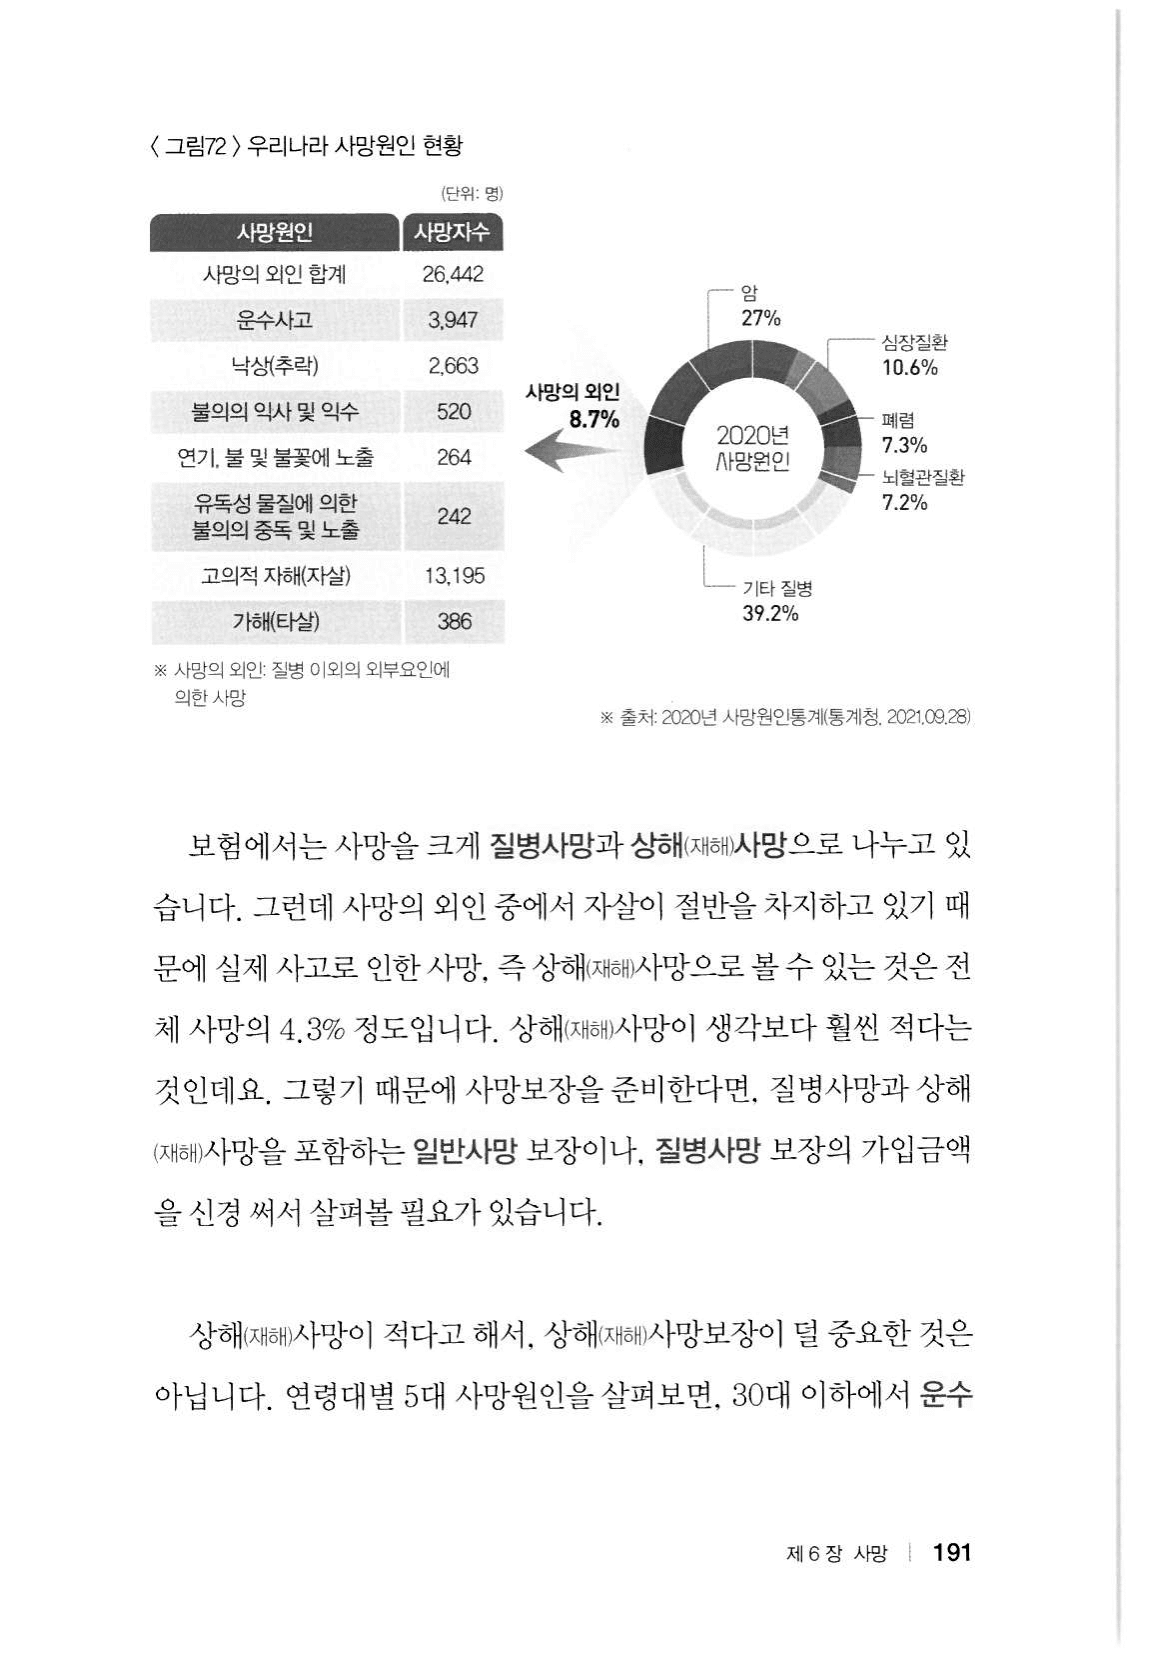 〈 그림72 〉 우리나라 사망원인 현황
(단위: 명)
사망원인 사망자수
사망의 외인 합계 26,442
운수사고 3,947
낙상(추락) 2,663
불의의 익사 및 익수 520
연기, 불 및 불꽃에 노출 264
유독성 물질에 의한
불의의 중독 및 노출 242
고의적 자해(자살) 13,195
가해(타살) 386
※ 사망의 외인: 질병 이외의 외부요인에
의한 사망
사망의 외인
8.7%
2020년
사망원인
암
27%
심장질환
10.6%
폐렴
7.3%
뇌혈관질환
7.2%
기타 질병
39.2%
※ 출처: 2020년 사망원인통계(통계청, 2021.09.28)
보험에서는 사망을 크게 질병사망과 상해(재해)사망으로 나누고 있
습니다. 그런데 사망의 외인 중에서 자살이 절반을 차지하고 있기 때
문에 실제 사고로 인한 사망, 즉 상해(재해)사망으로 볼 수 있는 것은 전
체 사망의 4.3% 정도입니다. 상해(재해)사망이 생각보다 훨씬 적다는
것인데요. 그렇기 때문에 사망보장을 준비한다면, 질병사망과 상해
(재해)사망을 포함하는 일반사망 보장이나, 질병사망 보장의 가입금액
을 신경 써서 살펴볼 필요가 있습니다.
상해(재해)사망이 적다고 해서, 상해(재해)사망보장이 덜 중요한 것은
아닙니다. 연령대별 5대 사망원인을 살펴보면, 30대 이하에서 운수
제6장 사망 | 191